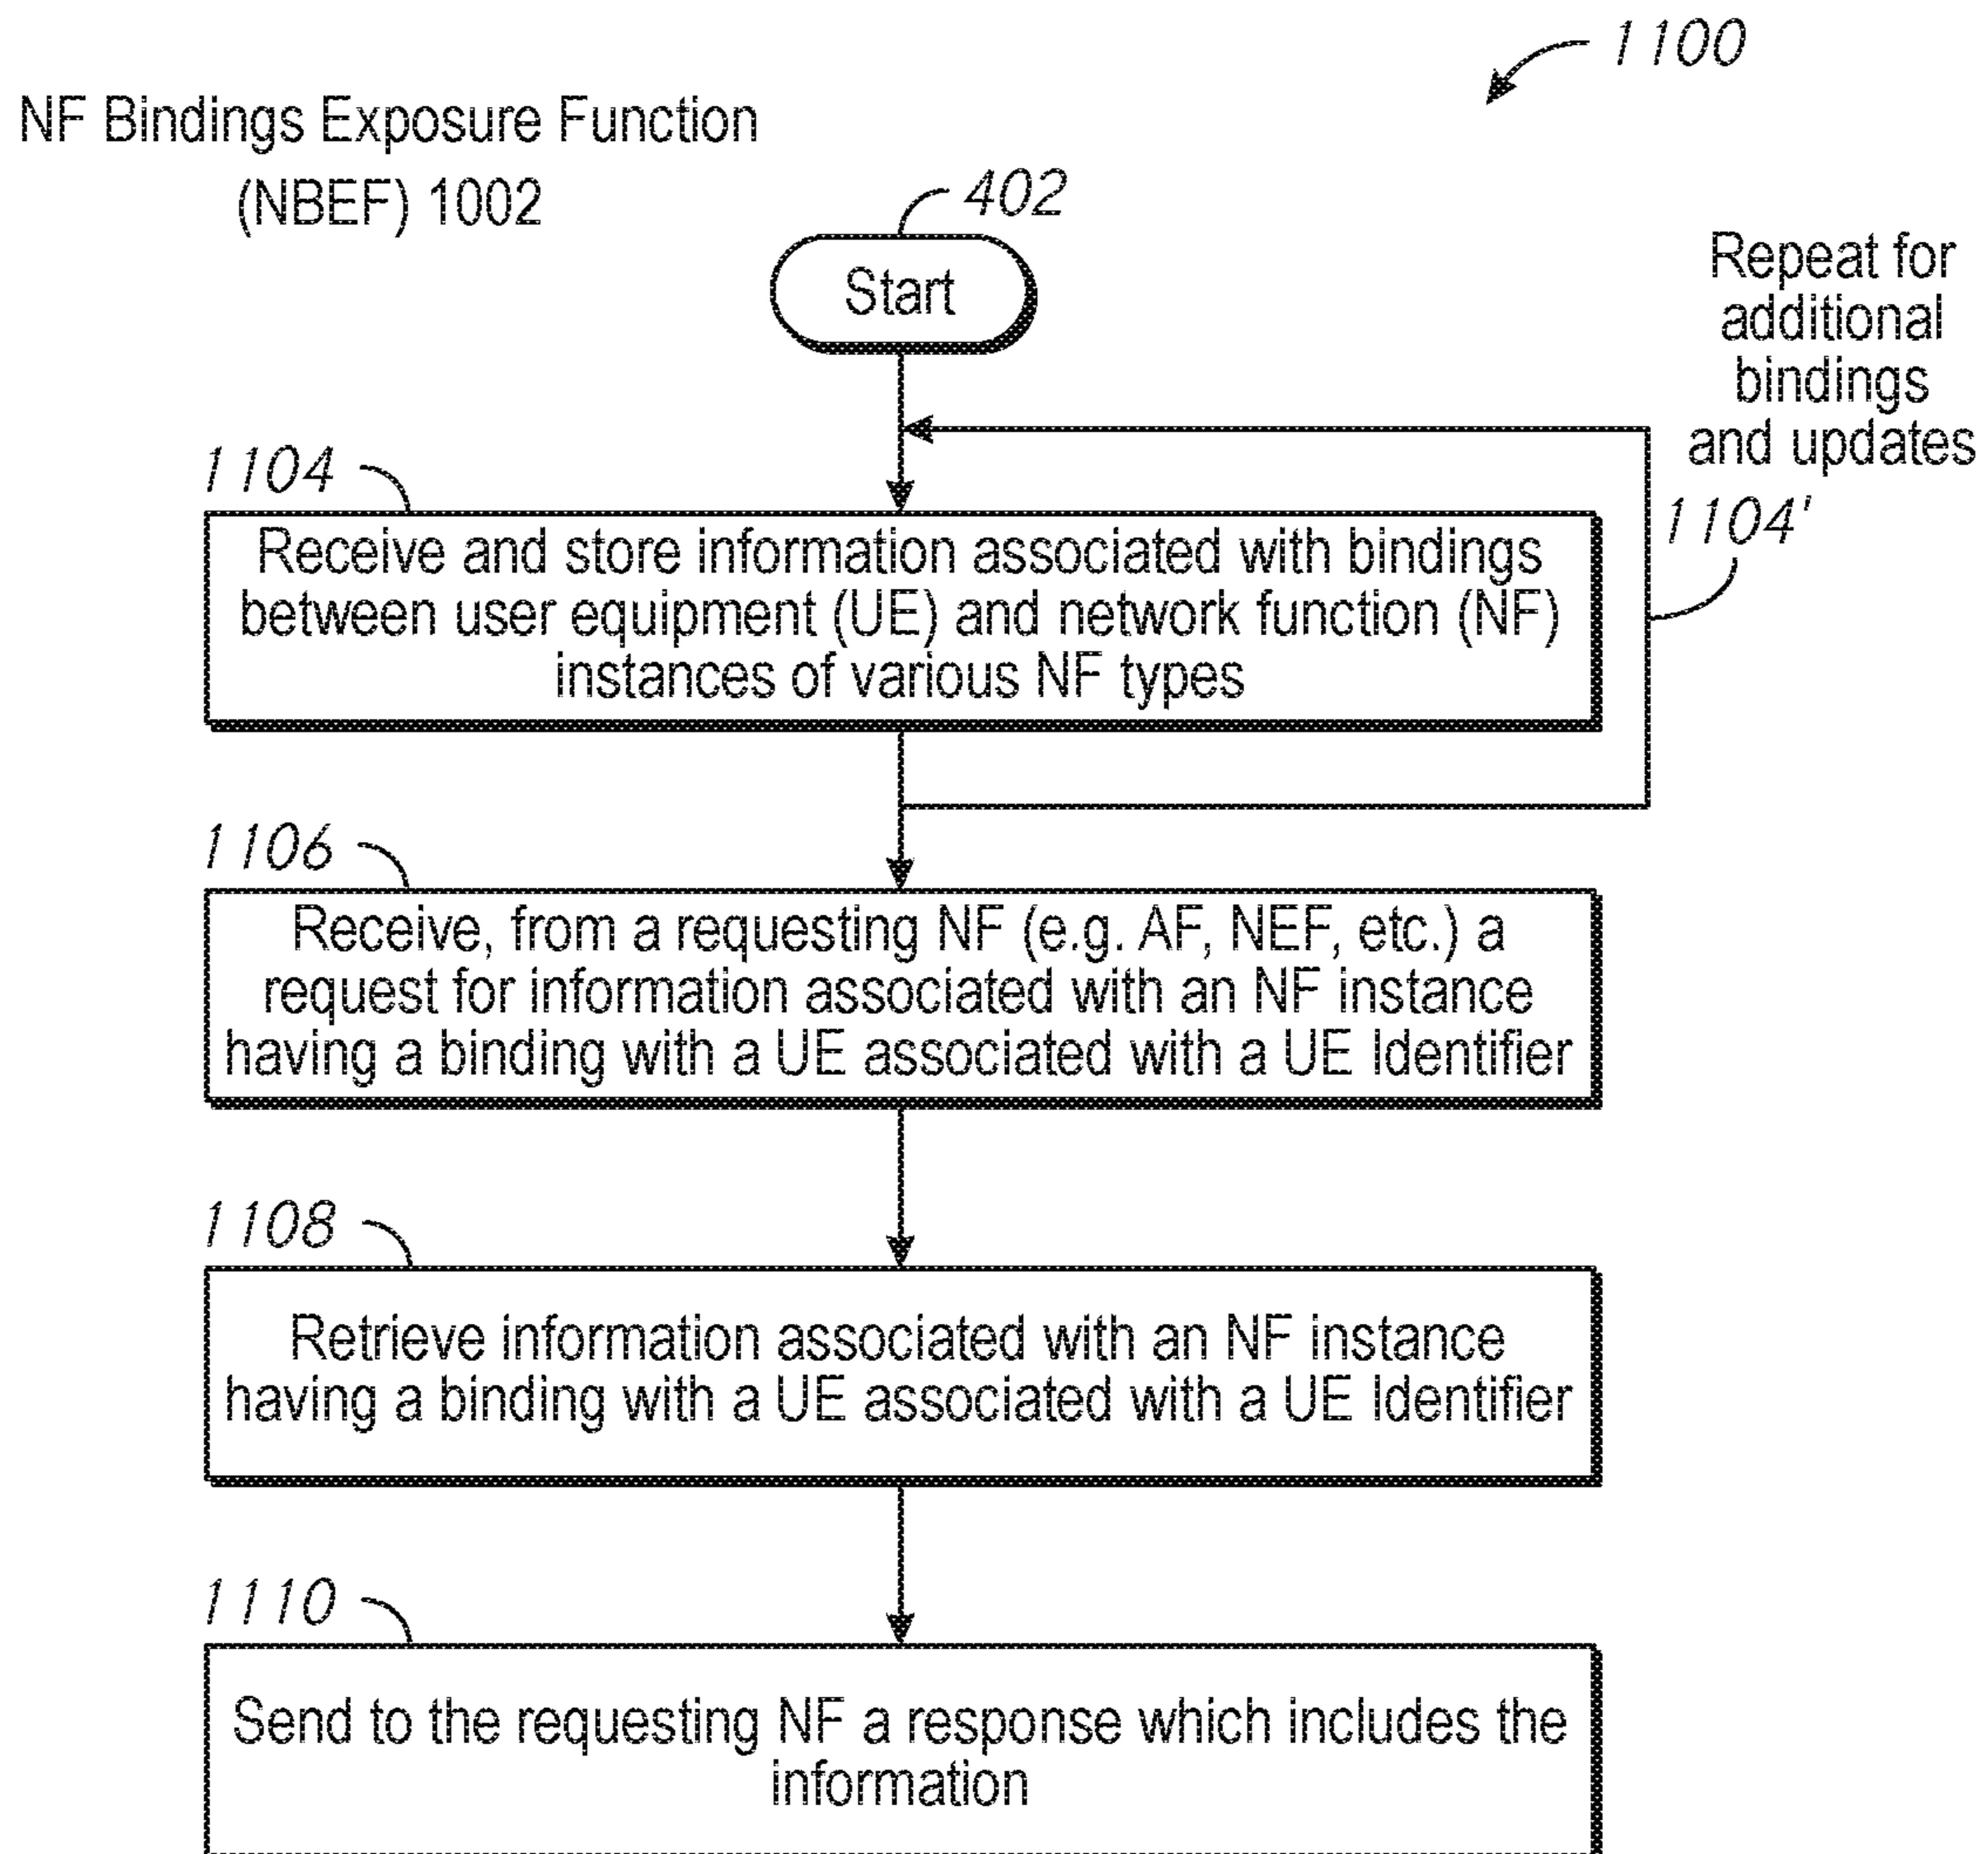 1100
NF Bindings Exposure Function
(NBEF) 1002
402
Start
Repeat for
additional
bindings
and updates
1104'
1104
Receive and store information associated with bindings
between user equipment (UE) and network function (NF)
instances of various NF types
1106
Receive, from a requesting NF (e.g. AF, NEF, etc.) a
request for information associated with an NF instance
having a binding with a UE associated with a UE Identifier
1108
Retrieve information associated with an NF instance
having a binding with a UE associated with a UE Identifier
1110
Send to the requesting NF a response which includes the
information